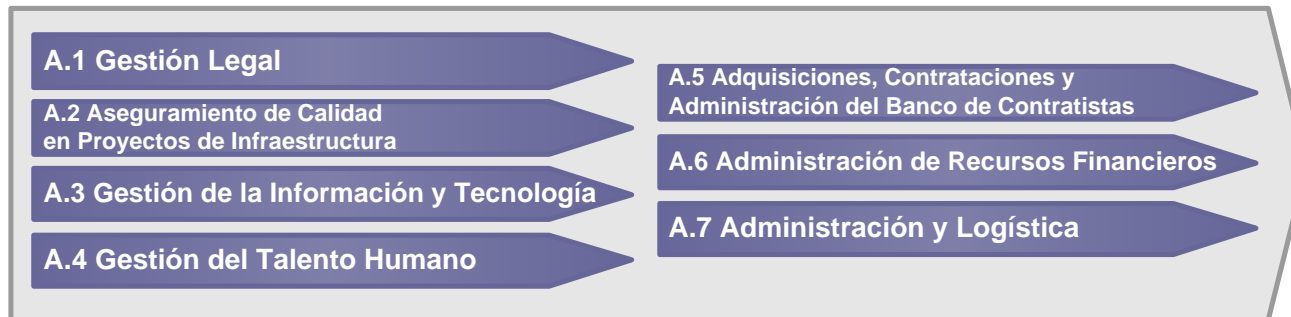 A.1 Gestión Legal
A.2 Aseguramiento de Calidad
en Proyectos de Infraestructura
A.3 Gestión de la Información y Tecnología
A.4 Gestión del Talento Humano
A.5 Adquisiciones, Contrataciones y
Administración del Banco de Contratistas
A.6 Administración de Recursos Financieros
A.7 Administración y Logística